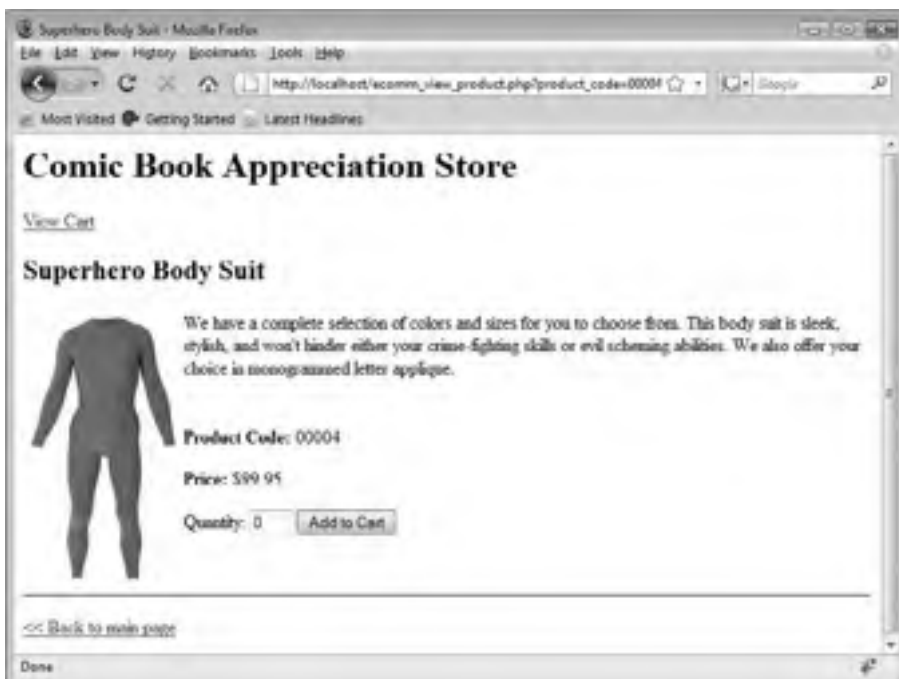 Superhero Body Suit - Mozilla Firefox
File Edit View History Bookmarks Tools Help
http://localhost/ecomm_view_product.php?product_code=00004
Google
Most Visited Getting Started Latest Headlines
Comic Book Appreciation Store
View Cart
Superhero Body Suit
We have a complete selection of colors and sizes for you to choose from. This body suit is sleek,
stylish, and won't hinder either your crime-fighting skills or evil scheming abilities. We also offer your
choice in monogrammed letter applique.
Product Code: 00004
Price: $99.95
Quantity: 0 Add to Cart
<< Back to main page
Done